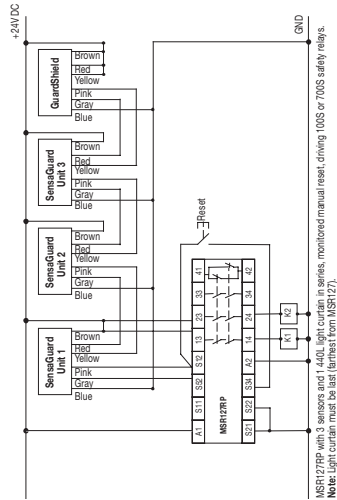 +24V DC
GuardShield
Brown
Red
Yellow
Pink
Gray
Blue
SensaGuard
Unit 3
Brown
Red
Yellow
Pink
Gray
Blue
SensaGuard
Unit 2
Brown
Red
Yellow
Pink
Gray
Blue
SensaGuard
Unit 1
Brown
Red
Yellow
Pink
Gray
Blue
Reset
A1 S11 S52 S12 13 23 33 41
MSR127RP
S21 S22 S34 A2 14 24 34 42
K1 K2
GND
MSR127RP with 3 sensors and 1 440L light curtain in series, monitored manual reset, driving 100S or 700S safety relays.
Note: Light curtain must be last (farthest from MSR127).